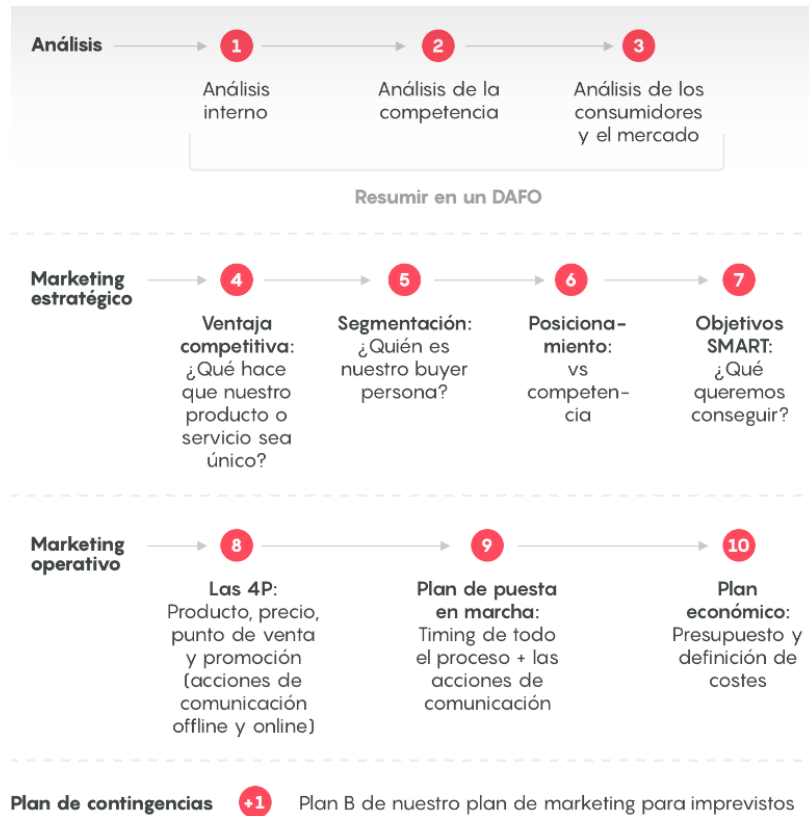 Análisis
1
2
3
Análisis
interno
Análisis de la
competencia
Análisis de los
consumidores
y el mercado
Resumir en un DAFO
Marketing
estratégico
4
5
6
7
Ventaja
competitiva:
¿Qué hace
que nuestro
producto o
servicio sea
único?
Segmentación:
¿Quién es
nuestro buyer
persona?
Posiciona-
miento:
vs
competen-
cia
Objetivos
SMART:
¿Qué
queremos
conseguir?
Marketing
operativo
8
9
10
Las 4P:
Producto, precio,
punto de venta
y promoción
(acciones de
comunicación
offline y online)
Plan de puesta
en marcha:
Timing de todo
el proceso + las
acciones de
comunicación
Plan
económico:
Presupuesto y
definición de
costes
Plan de contingencias +1 Plan B de nuestro plan de marketing para imprevistos